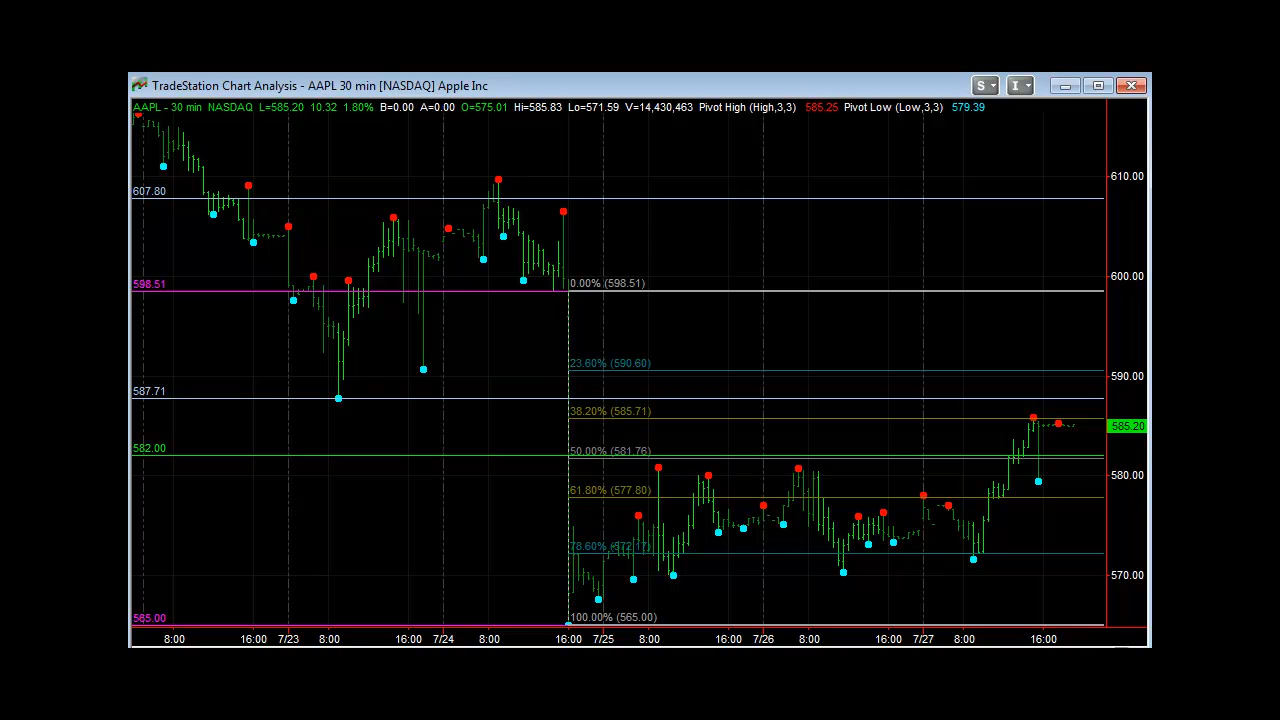 TradeStation Chart Analysis - AAPL 30 min [NASDAQ] Apple Inc
S
I
AAPL - 30 min NASDAQ L=585.20 10.32 1.80% B=0.00 A=0.00 O=575.01 Hi=585.83 Lo=571.59 V=14,430,463 Pivot High (High,3,3) 585.25 Pivot Low (Low,3,3) 579.39
610.00
607.80
600.00
598.51 0.00% (598.51)
590.00
23.60% (590.60)
587.71
38.20% (585.71)
585.20
582.00 50.00% (581.76)
580.00
61.80% (577.80)
78.60% (572.17)
570.00
565.00 100.00% (565.00)
8:00 16:00 7/23 8:00 16:00 7/24 8:00 16:00 7/25 8:00 16:00 7/26 8:00 16:00 7/27 8:00 16:00